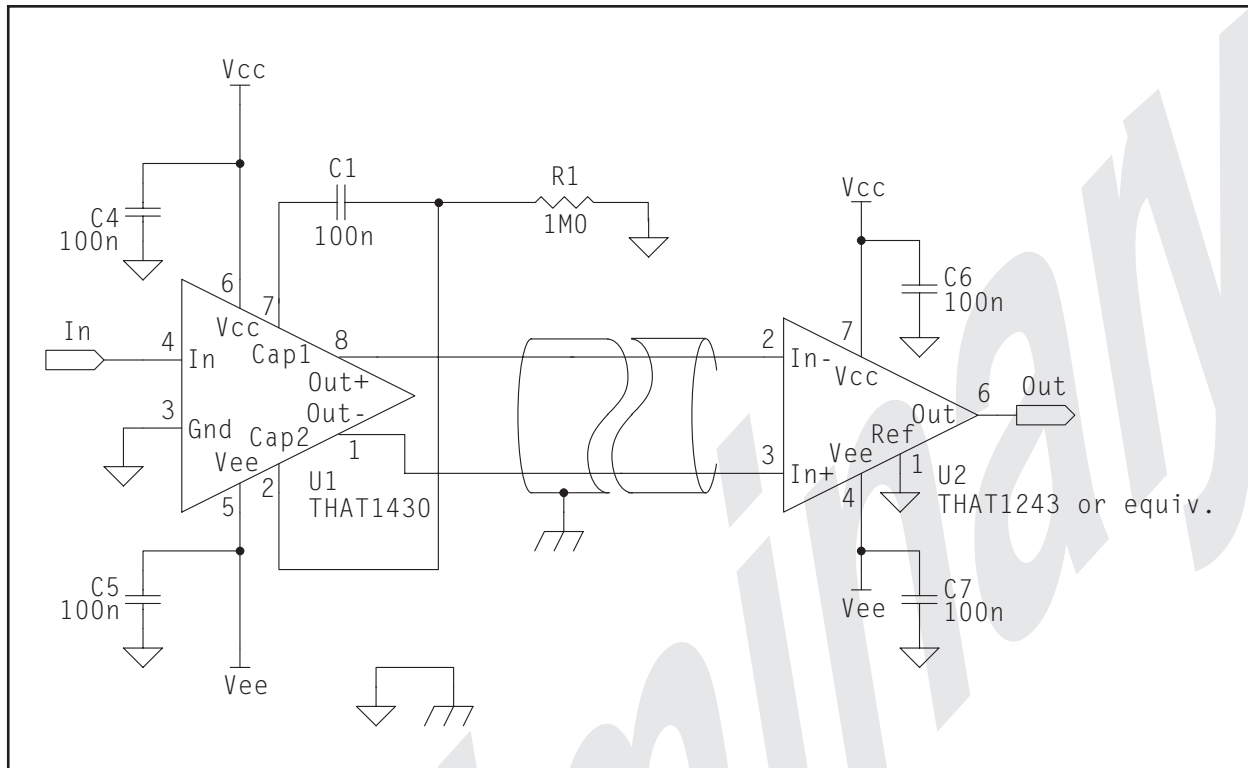 Vcc
C4
100n
C1
100n
R1
1M0
Vcc
C6
100n
6
7
Vcc
Cap1
In
4
In
8
Out+
Out-
3
Gnd
Cap2
Vee
1
5
2
U1
THAT1430
2
In-
7
Vcc
6
Out
Out
Ref
Vee
3
In+
1
4
U2
THAT1243 or equiv.
C5
100n
Vee
Vee
C7
100n